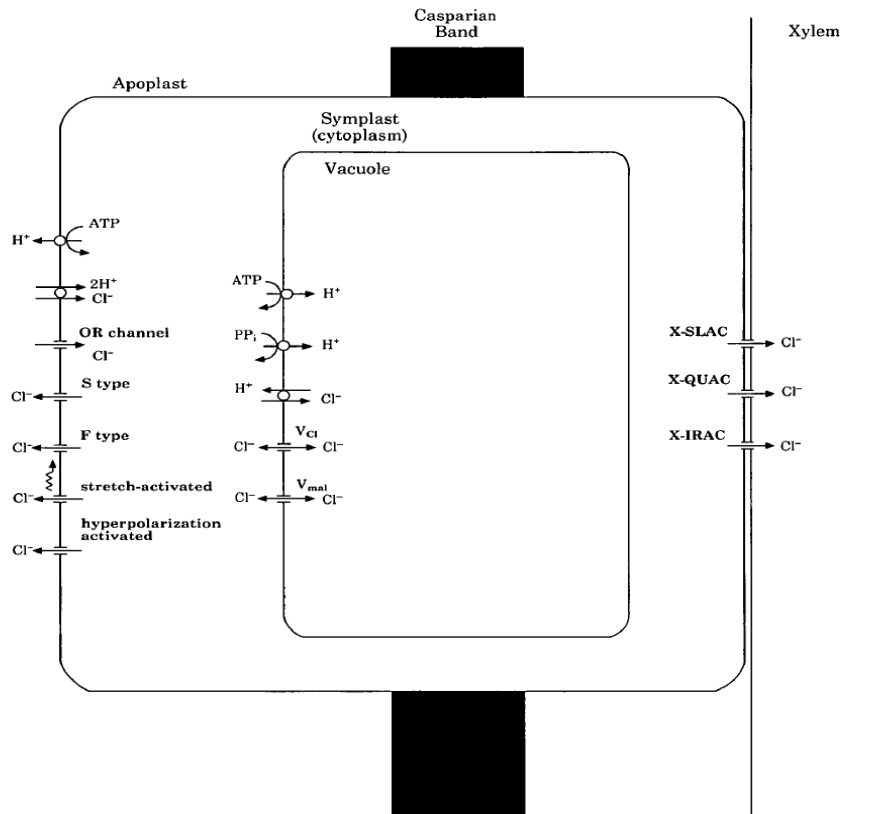 Casparian
Band
Xylem
Apoplast
Symplast
(cytoplasm)
Vacuole
ATP
H⁺
2H⁺
Cl⁻
OR channel
Cl⁻
S type
Cl⁻
F type
Cl⁻
stretch-activated
Cl⁻
hyperpolarization
activated
Cl⁻
ATP
H⁺
PPᵢ
H⁺
H⁺
Cl⁻
V_Cl
Cl⁻ Cl⁻
V_mal
Cl⁻ Cl⁻
X-SLAC
Cl⁻
X-QUAC
Cl⁻
X-IRAC
Cl⁻